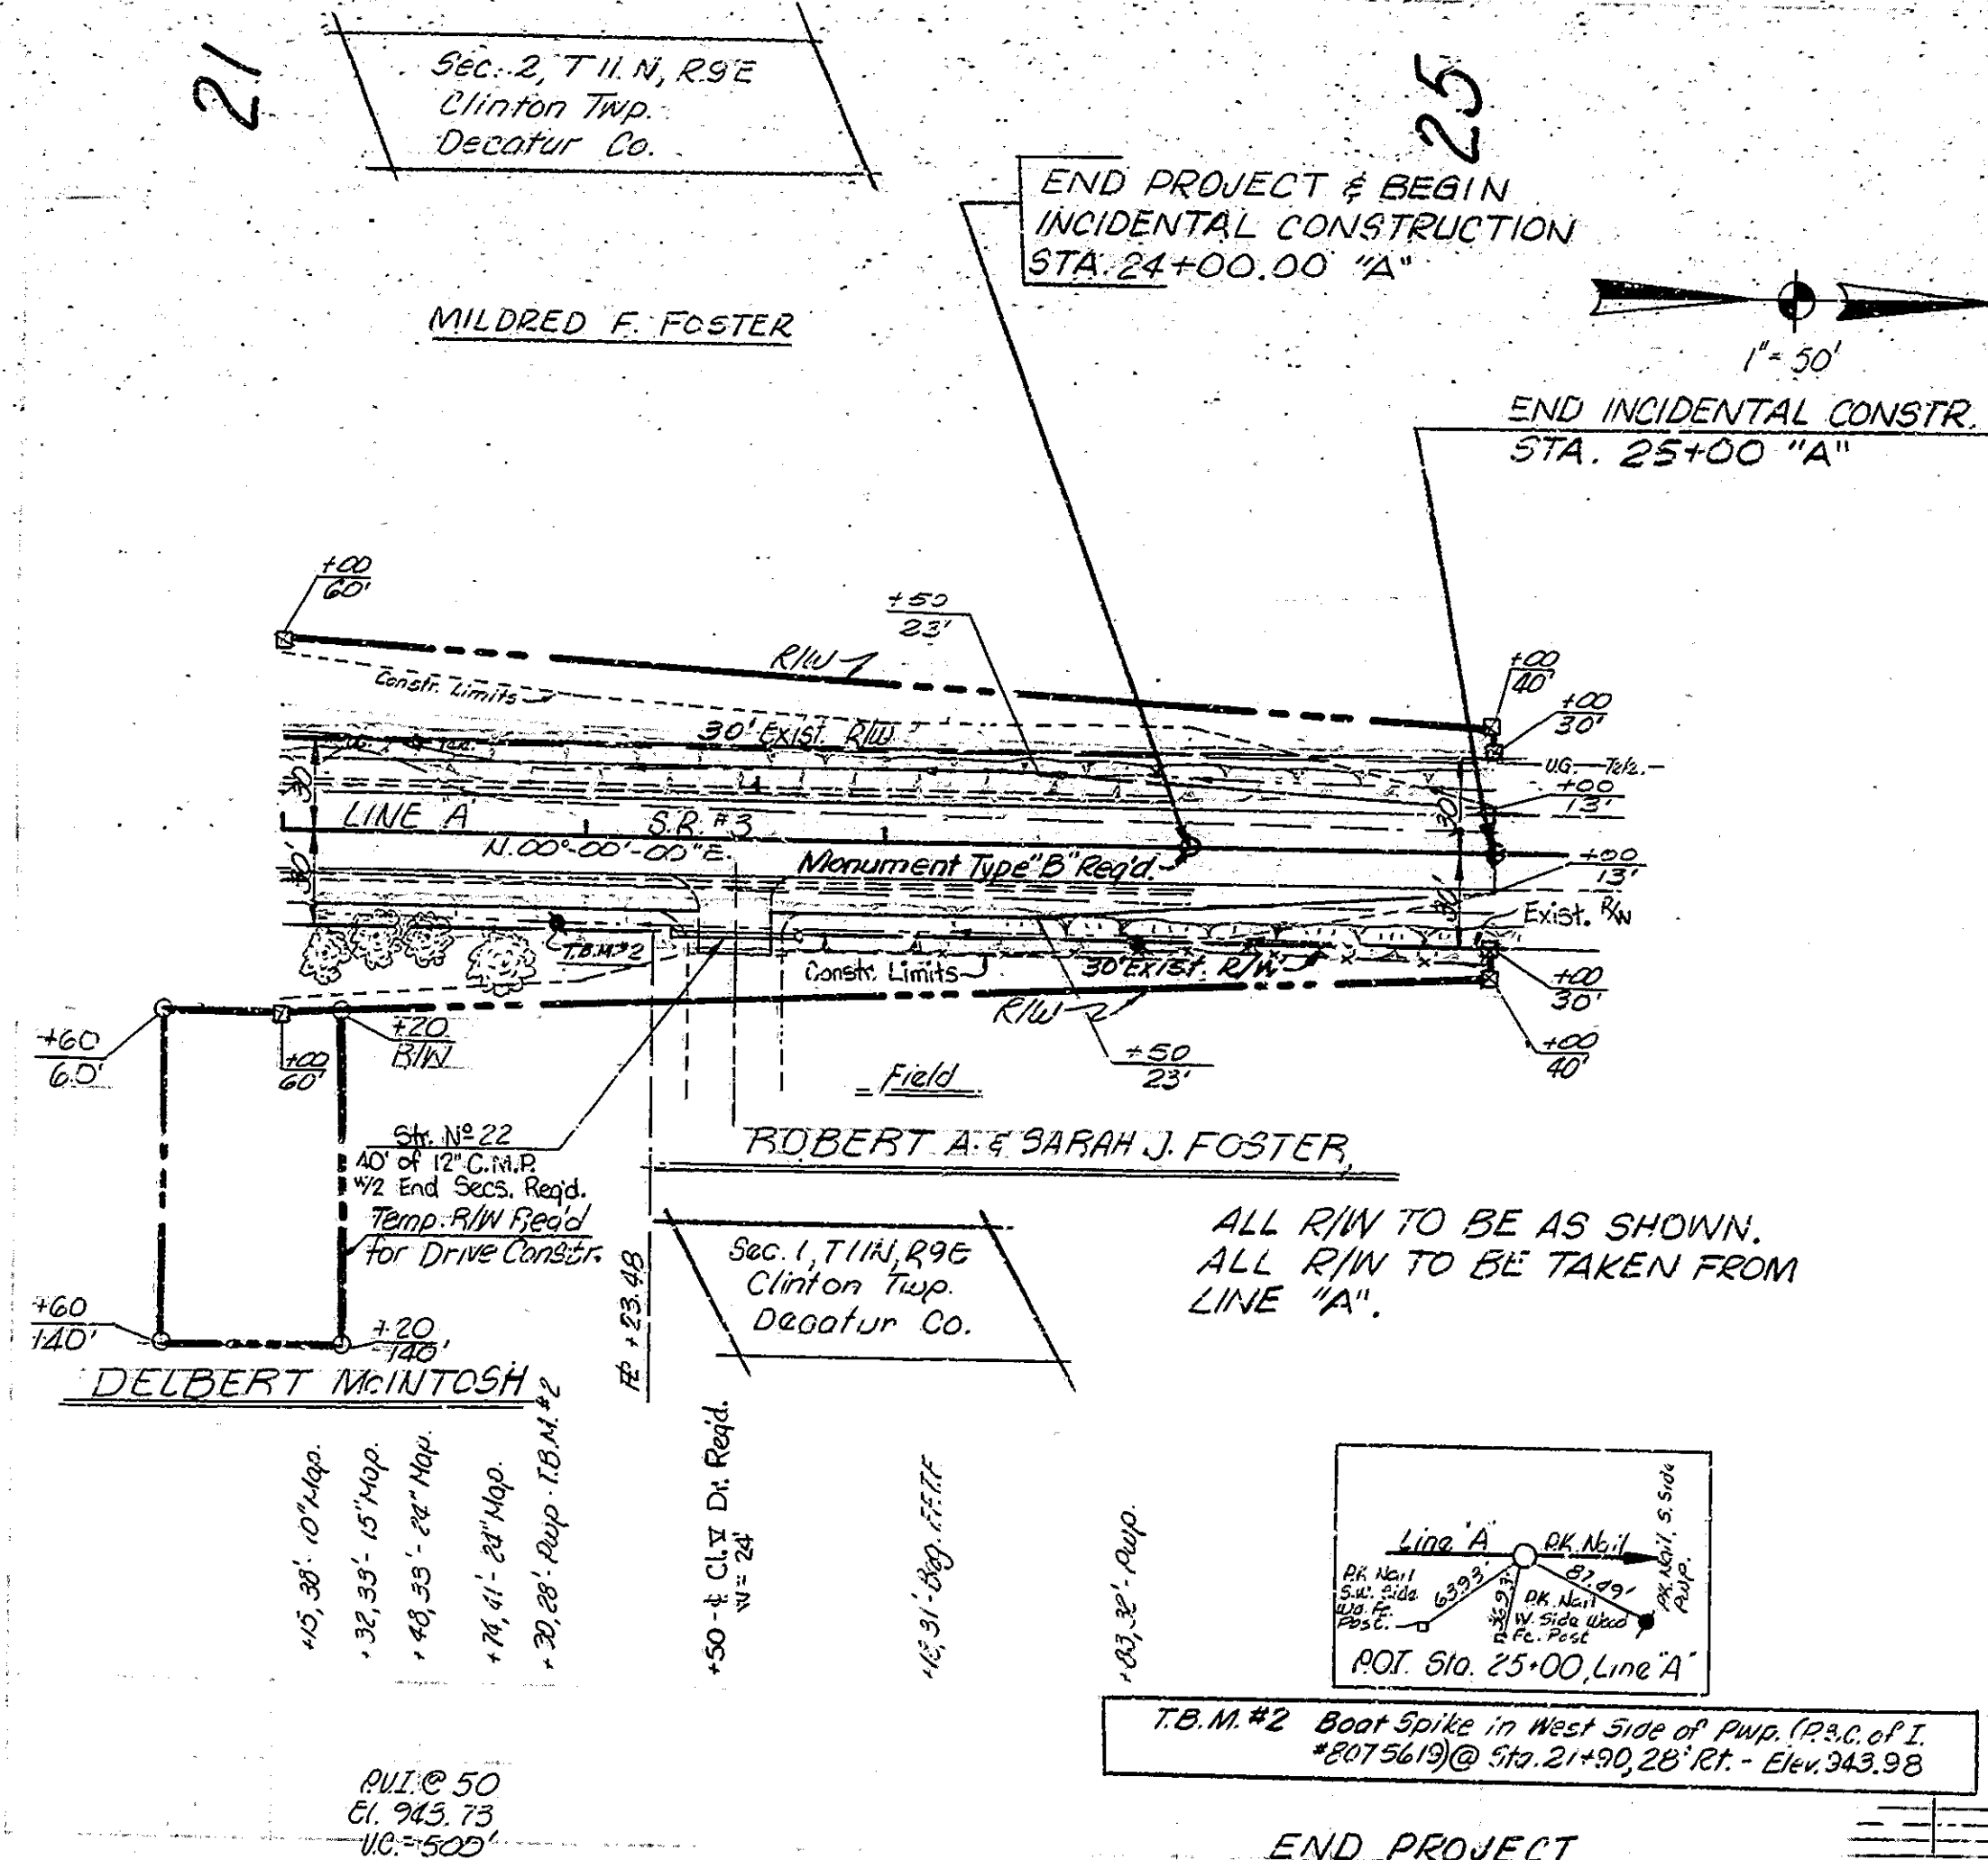 21
Sec. 2, T 11. N, R9E
Clinton Twp.
Decatur Co.
25
END PROJECT & BEGIN
INCIDENTAL CONSTRUCTION
STA. 24+00.00 "A"
MILDRED F. FOSTER
1" = 50'
END INCIDENTAL CONSTR.
STA. 25+00 "A"
+00
60'
+50
23'
R/W
Constr. Limits
+00
40'
+00
30'
30' Exist. R/W
U.G. Tele.
+00
13'
30'
30'
LINE "A"
S.R. #3
N.00°-00'-00"E.
Monument Type "B" Req'd.
+00
13'
30'
30'
Exist. R/W
T.B.M. #2
Constr. Limits
30' Exist. R/W
+00
30'
R/W
+60
60'
+00
60'
+20
R/W
+00
40'
+50
23'
Field
Str. Nº 22
40' of 12" C.M.P.
w/2 End Secs. Req'd.
Temp. R/W Req'd
for Drive Constr.
ROBERT A. & SARAH J. FOSTER
ALL R/W TO BE AS SHOWN.
ALL R/W TO BE TAKEN FROM
LINE "A".
Sec. 1, T11N, R9E
Clinton Twp.
Decatur Co.
+60
140'
+20
140'
DELBERT McINTOSH
+23.48
+15, 38'- 10" Map.
+32, 33'- 15" Map.
+48, 33'- 24" Map.
+74, 41'- 24" Map.
+90, 28'- Pwp - T.B.M. #2
+50 - ₵ Cl. V Dr. Req'd.
W = 24'
+83, 32'- Pwp.
Line "A"
P.K. Nail
P.K. Nail, S. Side
Pwp.
P.K. Nail
S.W. Side
Wd. Fc.
Post.
63.93'
87.49'
P.K. Nail
W. Side Wood
Fc. Post
P.O.T. Sta. 25+00, Line "A"
T.B.M. #2 Boat Spike in West Side of Pwp. (P.S.C. of I.
#8075619) @ Sta. 21+90, 28' Rt. - Elev. 943.98
P.V.I. @ 50
El. 943.73
V.C. = 500'
END PROJECT